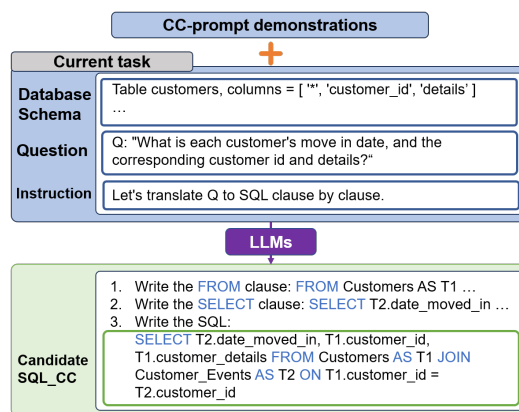 CC-prompt demonstrations
Current task
Database
Schema
Table customers, columns = [ '*', 'customer_id', 'details' ]
…
Question
Q: "What is each customer's move in date, and the
corresponding customer id and details?“
Instruction
Let's translate Q to SQL clause by clause.
LLMs
Candidate
SQL_CC
1. Write the FROM clause: FROM Customers AS T1 …
2. Write the SELECT clause: SELECT T2.date_moved_in …
3. Write the SQL:
SELECT T2.date_moved_in, T1.customer_id,
T1.customer_details FROM Customers AS T1 JOIN
Customer_Events AS T2 ON T1.customer_id =
T2.customer_id